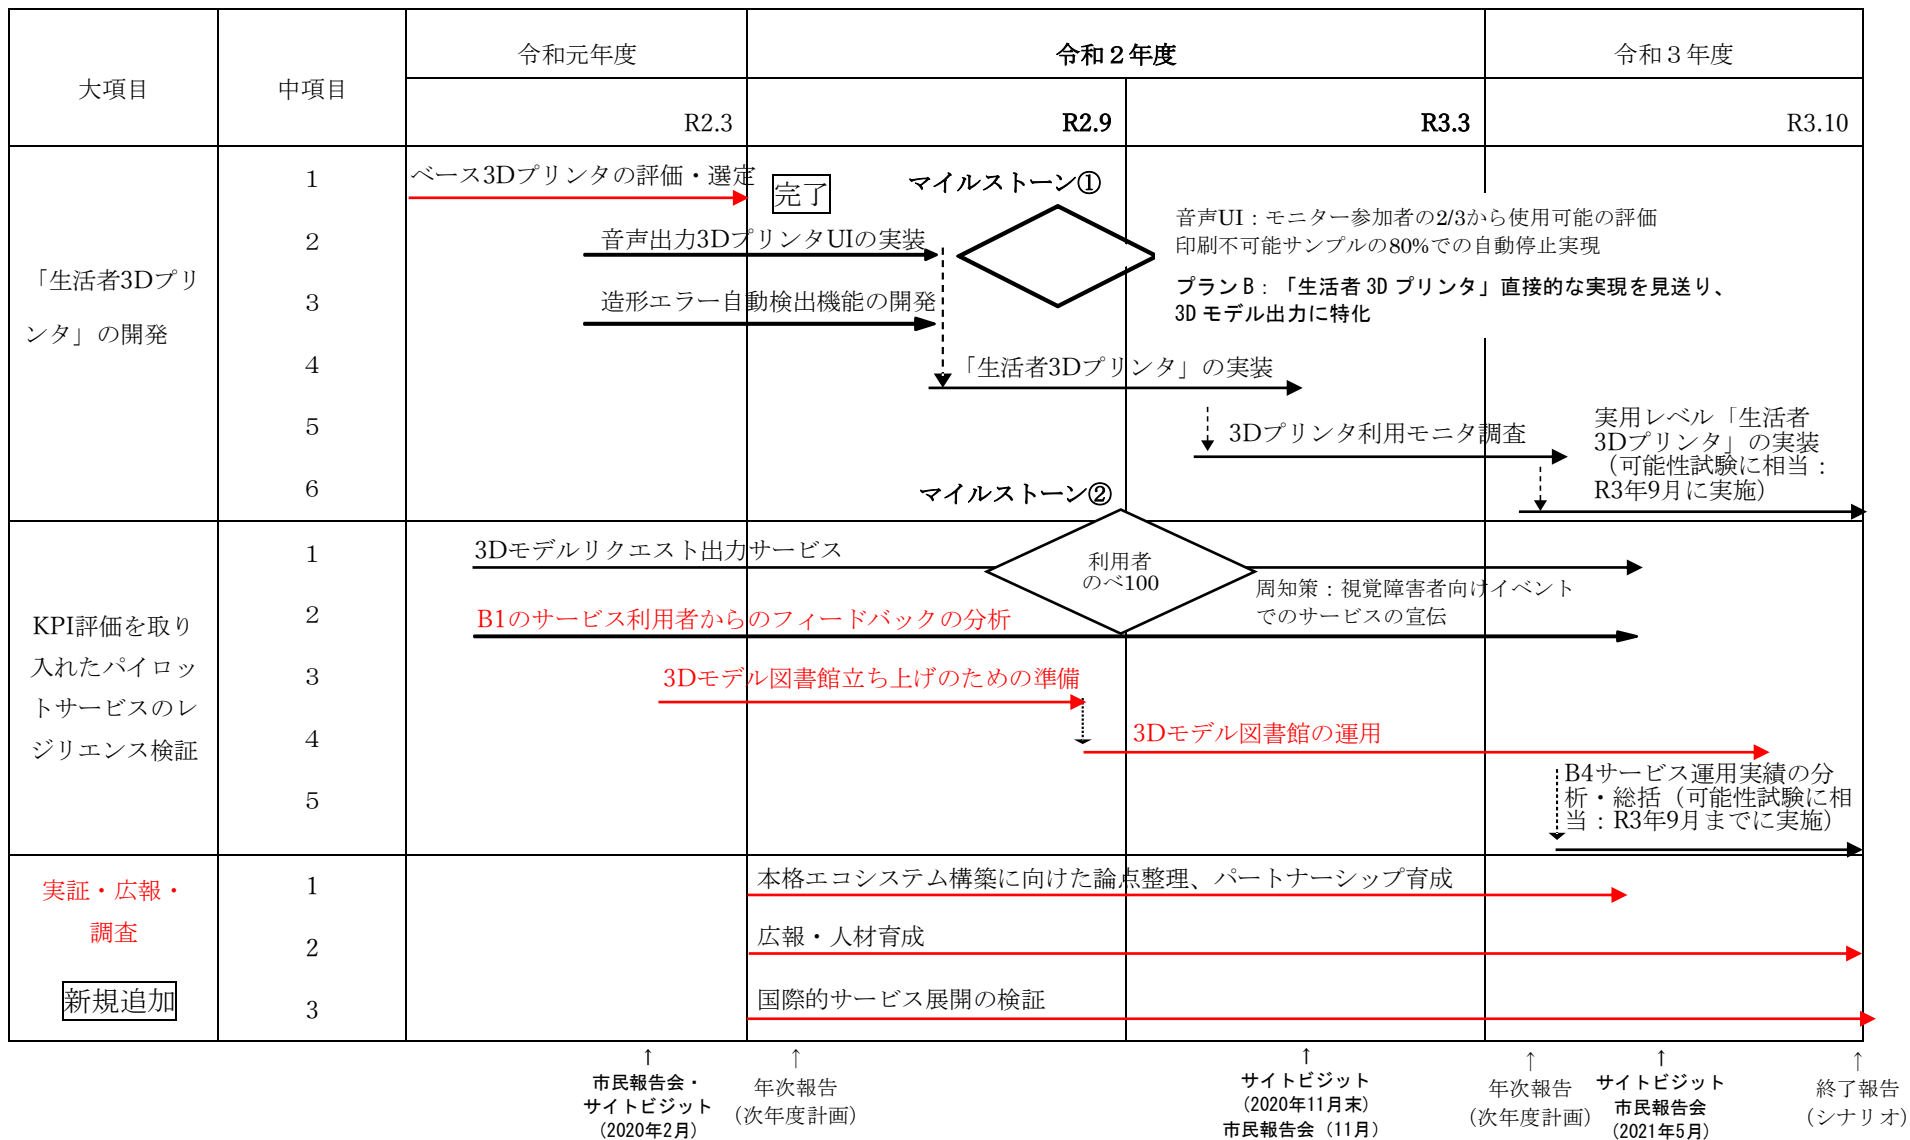 大項目
中項目
令和元年度
令和２年度
令和３年度
R2.3
R2.9
R3.3
R3.10
「生活者3Dプリ
ンタ」の開発
1
ベース3Dプリンタの評価・選定
完了
マイルストーン①
2
音声出力3DプリンタUIの実装
音声UI：モニター参加者の2/3から使用可能の評価
印刷不可能サンプルの80%での自動停止実現
プランB：「生活者3Dプリンタ」直接的な実現を見送り、
3Dモデル出力に特化
3
造形エラー自動検出機能の開発
4
「生活者3Dプリンタ」の実装
5
3Dプリンタ利用モニタ調査
実用レベル「生活者
3Dプリンタ」の実装
（可能性試験に相当：
R3年9月に実施）
6
マイルストーン②
KPI評価を取り
入れたパイロッ
トサービスのレ
ジリエンス検証
1
3Dモデルリクエスト出力サービス
利用者
のべ100
周知策：視覚障害者向けイベント
でのサービスの宣伝
2
B1のサービス利用者からのフィードバックの分析
3
3Dモデル図書館立ち上げのための準備
4
3Dモデル図書館の運用
5
B4サービス運用実績の分
析・総括（可能性試験に相
当：R3年9月までに実施）
実証・広報・
調査
新規追加
1
本格エコシステム構築に向けた論点整理、パートナーシップ育成
2
広報・人材育成
3
国際的サービス展開の検証
↑
市民報告会・
サイトビジット
（2020年2月）
↑
年次報告
（次年度計画）
↑
サイトビジット
（2020年11月末）
市民報告会（11月）
↑
年次報告
（次年度計画）
↑
サイトビジット
市民報告会
（2021年5月）
↑
終了報告
（シナリオ）